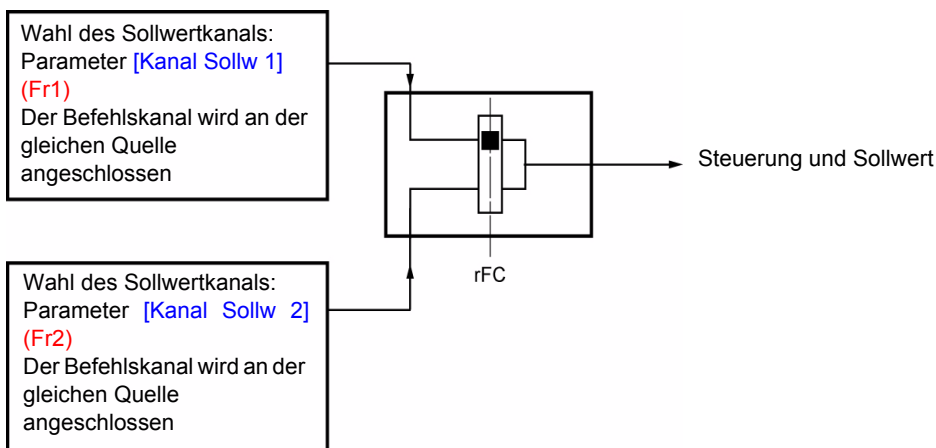 Wahl des Sollwertkanals:
Parameter [Kanal Sollw 1]
(Fr1)
Der Befehlskanal wird an der
gleichen Quelle
angeschlossen
Steuerung und Sollwert
rFC
Wahl des Sollwertkanals:
Parameter [Kanal Sollw 2]
(Fr2)
Der Befehlskanal wird an der
gleichen Quelle
angeschlossen